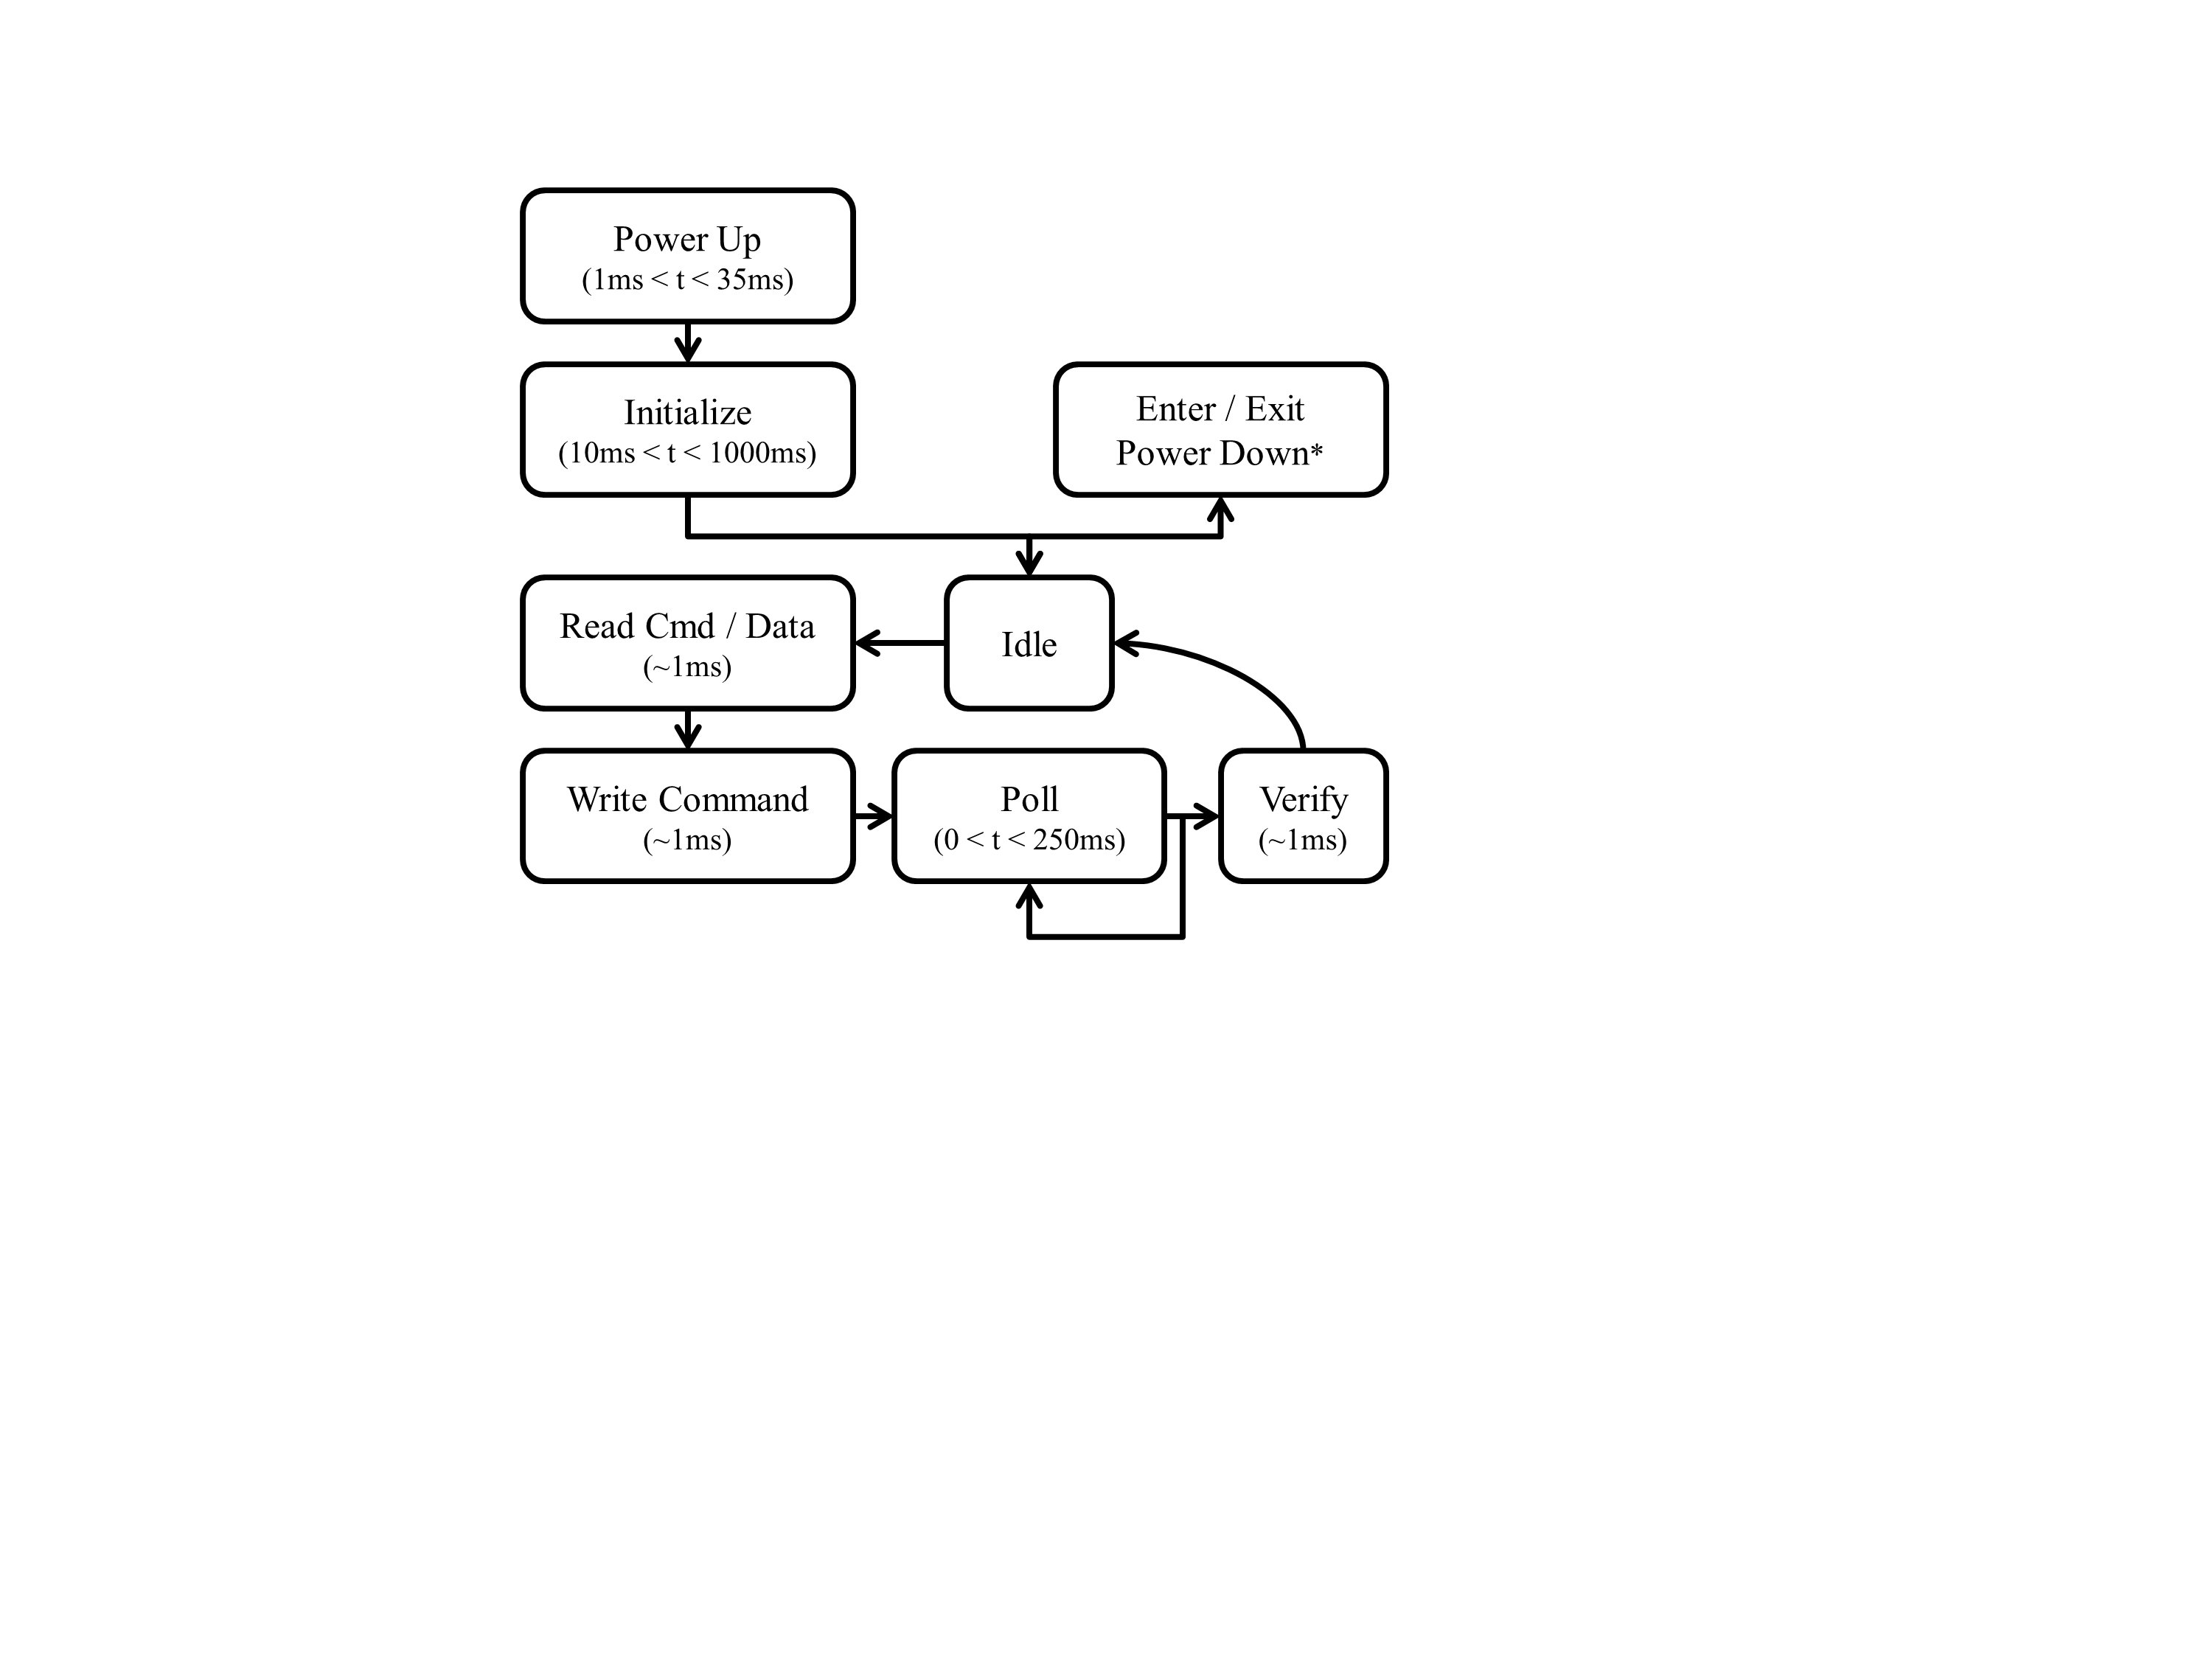 Power Up
(1ms < t < 35ms)
Initialize
(10ms < t < 1000ms)
Enter / Exit
Power Down*
Read Cmd / Data
(~1ms)
Idle
Write Command
(~1ms)
Poll
(0 < t < 250ms)
Verify
(~1ms)